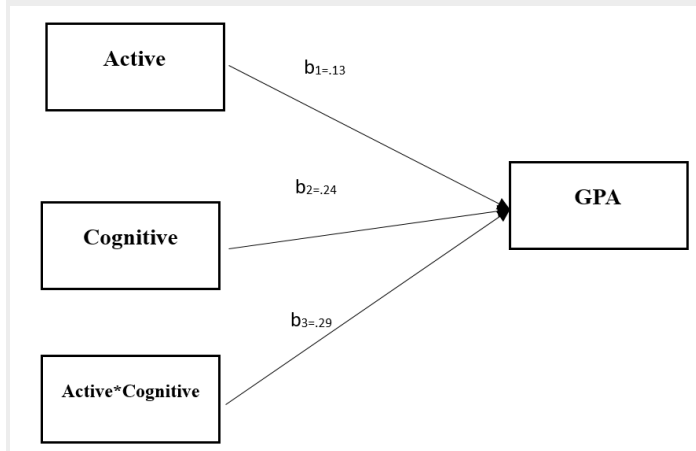 Active
b1=.13
b2=.24
GPA
Cognitive
b3=.29
Active*Cognitive